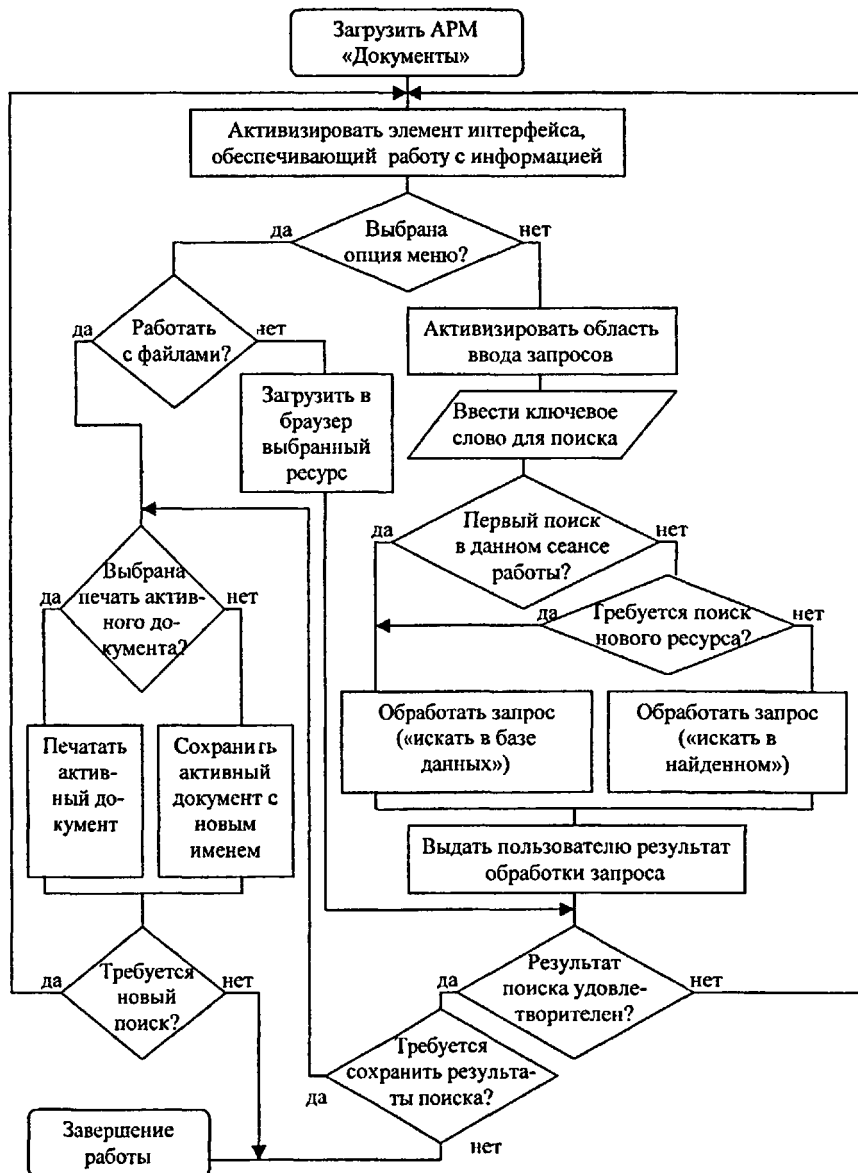 Загрузить АРМ
«Документы»
Активизировать элемент интерфейса,
обеспечивающий работу с информацией
да
Выбрана
опция меню?
нет
да
Работать
с файлами?
нет
Активизировать область
ввода запросов
Загрузить в
браузер
выбранный
ресурс
Ввести ключевое
слово для поиска
да
Первый поиск
в данном сеансе
работы?
нет
да
Выбрана
печать актив-
ного до-
кумента?
нет
да
Требуется поиск
нового ресурса?
нет
Печатать
актив-
ный до-
кумент
Сохранить
активный
документ с
новым
именем
Обработать запрос
(«искать в базе
данных»)
Обработать запрос
(«искать в
найденном»)
Выдать пользователю результат
обработки запроса
да
Требуется
новый
поиск?
нет
да
Результат
поиска удовле-
творителен?
нет
Требуется
сохранить результа-
ты поиска?
да
нет
Завершение
работы